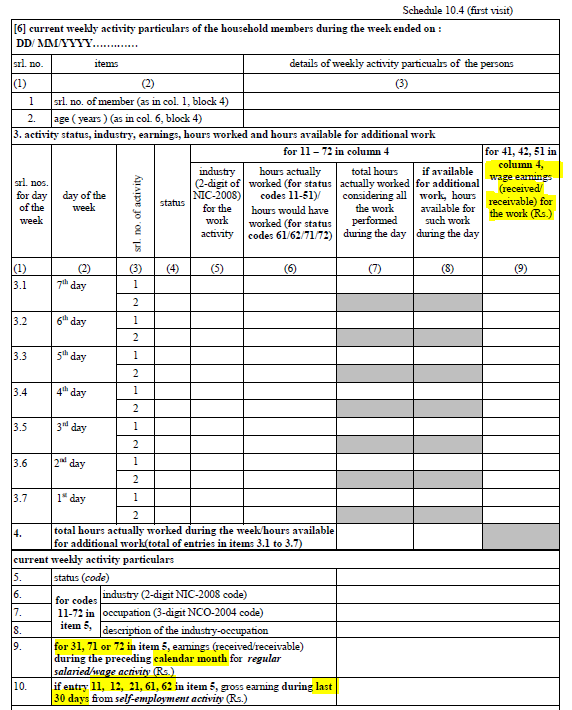 Schedule 10.4 (first visit)
[6] current weekly activity particulars of the household members during the week ended on :
DD/ MM/YYYY.............
srl. no.	items	details of weekly activity particualrs of the persons
(1)	(2)	(3)
1	srl. no. of member (as in col. 1, block 4)
2.	age ( years ) (as in col. 6, block 4)
3. activity status, industry, earnings, hours worked and hours available for additional work
srl. nos.
for day
of the
week
day of the
week
srl. no. of activity
status
for 11 – 72 in column 4
industry
(2-digit of
NIC-2008)
for the
work
activity
hours actually
worked (for status
codes 11-51)/
hours would have
worked (for status
codes 61/62/71/72)
total hours
actually worked
considering all
the work
performed
during the day
if available
for additional
work, hours
available for
such work
during the day
for 41, 42, 51 in
column 4,
wage earnings
(received/
receivable) for
the work (Rs.)
(1)	(2)	(3)	(4)	(5)	(6)	(7)	(8)	(9)
3.1	7th day	1
2
3.2	6th day	1
2
3.3	5th day	1
2
3.4	4th day	1
2
3.5	3rd day	1
2
3.6	2nd day	1
2
3.7	1st day	1
2
4.	total hours actually worked during the week/hours available
for additional work(total of entries in items 3.1 to 3.7)
current weekly activity particulars
5.	status (code)
for codes
11-72 in
item 5,
6.	industry (2-digit NIC-2008 code)
7.	occupation (3-digit NCO-2004 code)
8.	description of the industry-occupation
9.	for 31, 71 or 72 in item 5, earnings (received/receivable)
during the preceding calendar month for regular
salaried/wage activity (Rs.)
10.	if entry 11, 12, 21, 61, 62 in item 5, gross earning during last
30 days from self-employment activity (Rs.)